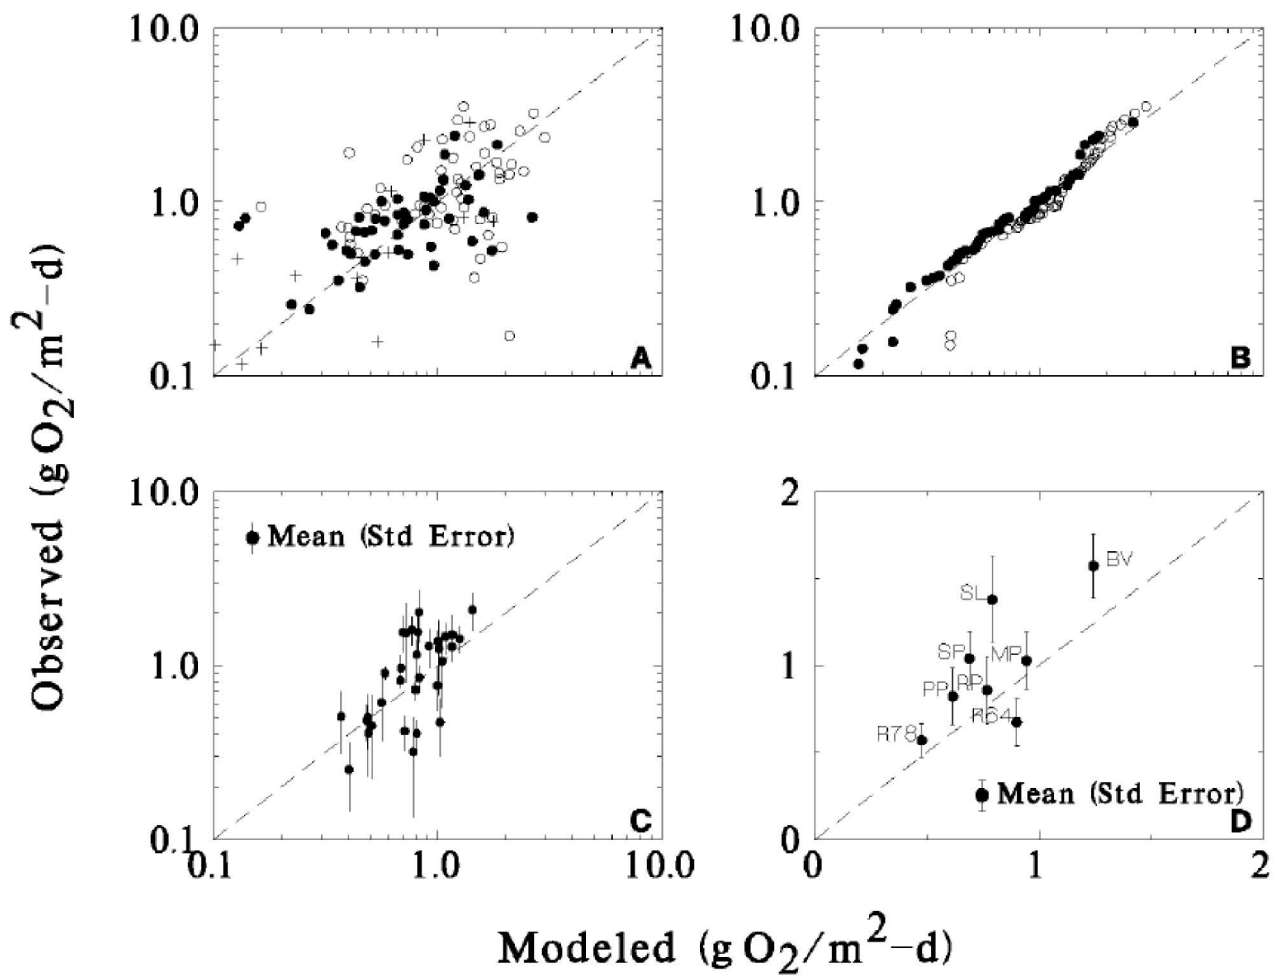 Observed (g O2/m2-d)
10.0
1.0
0.1
A
10.0
1.0
0.1
B
10.0
1.0
0.1
Mean (Std Error)
C
0.1
1.0
10.0
2
1
0
BV
SL
SP
MP
PP
R64
R78
Mean (Std Error)
D
0
1
2
Modeled (g O2/m2-d)